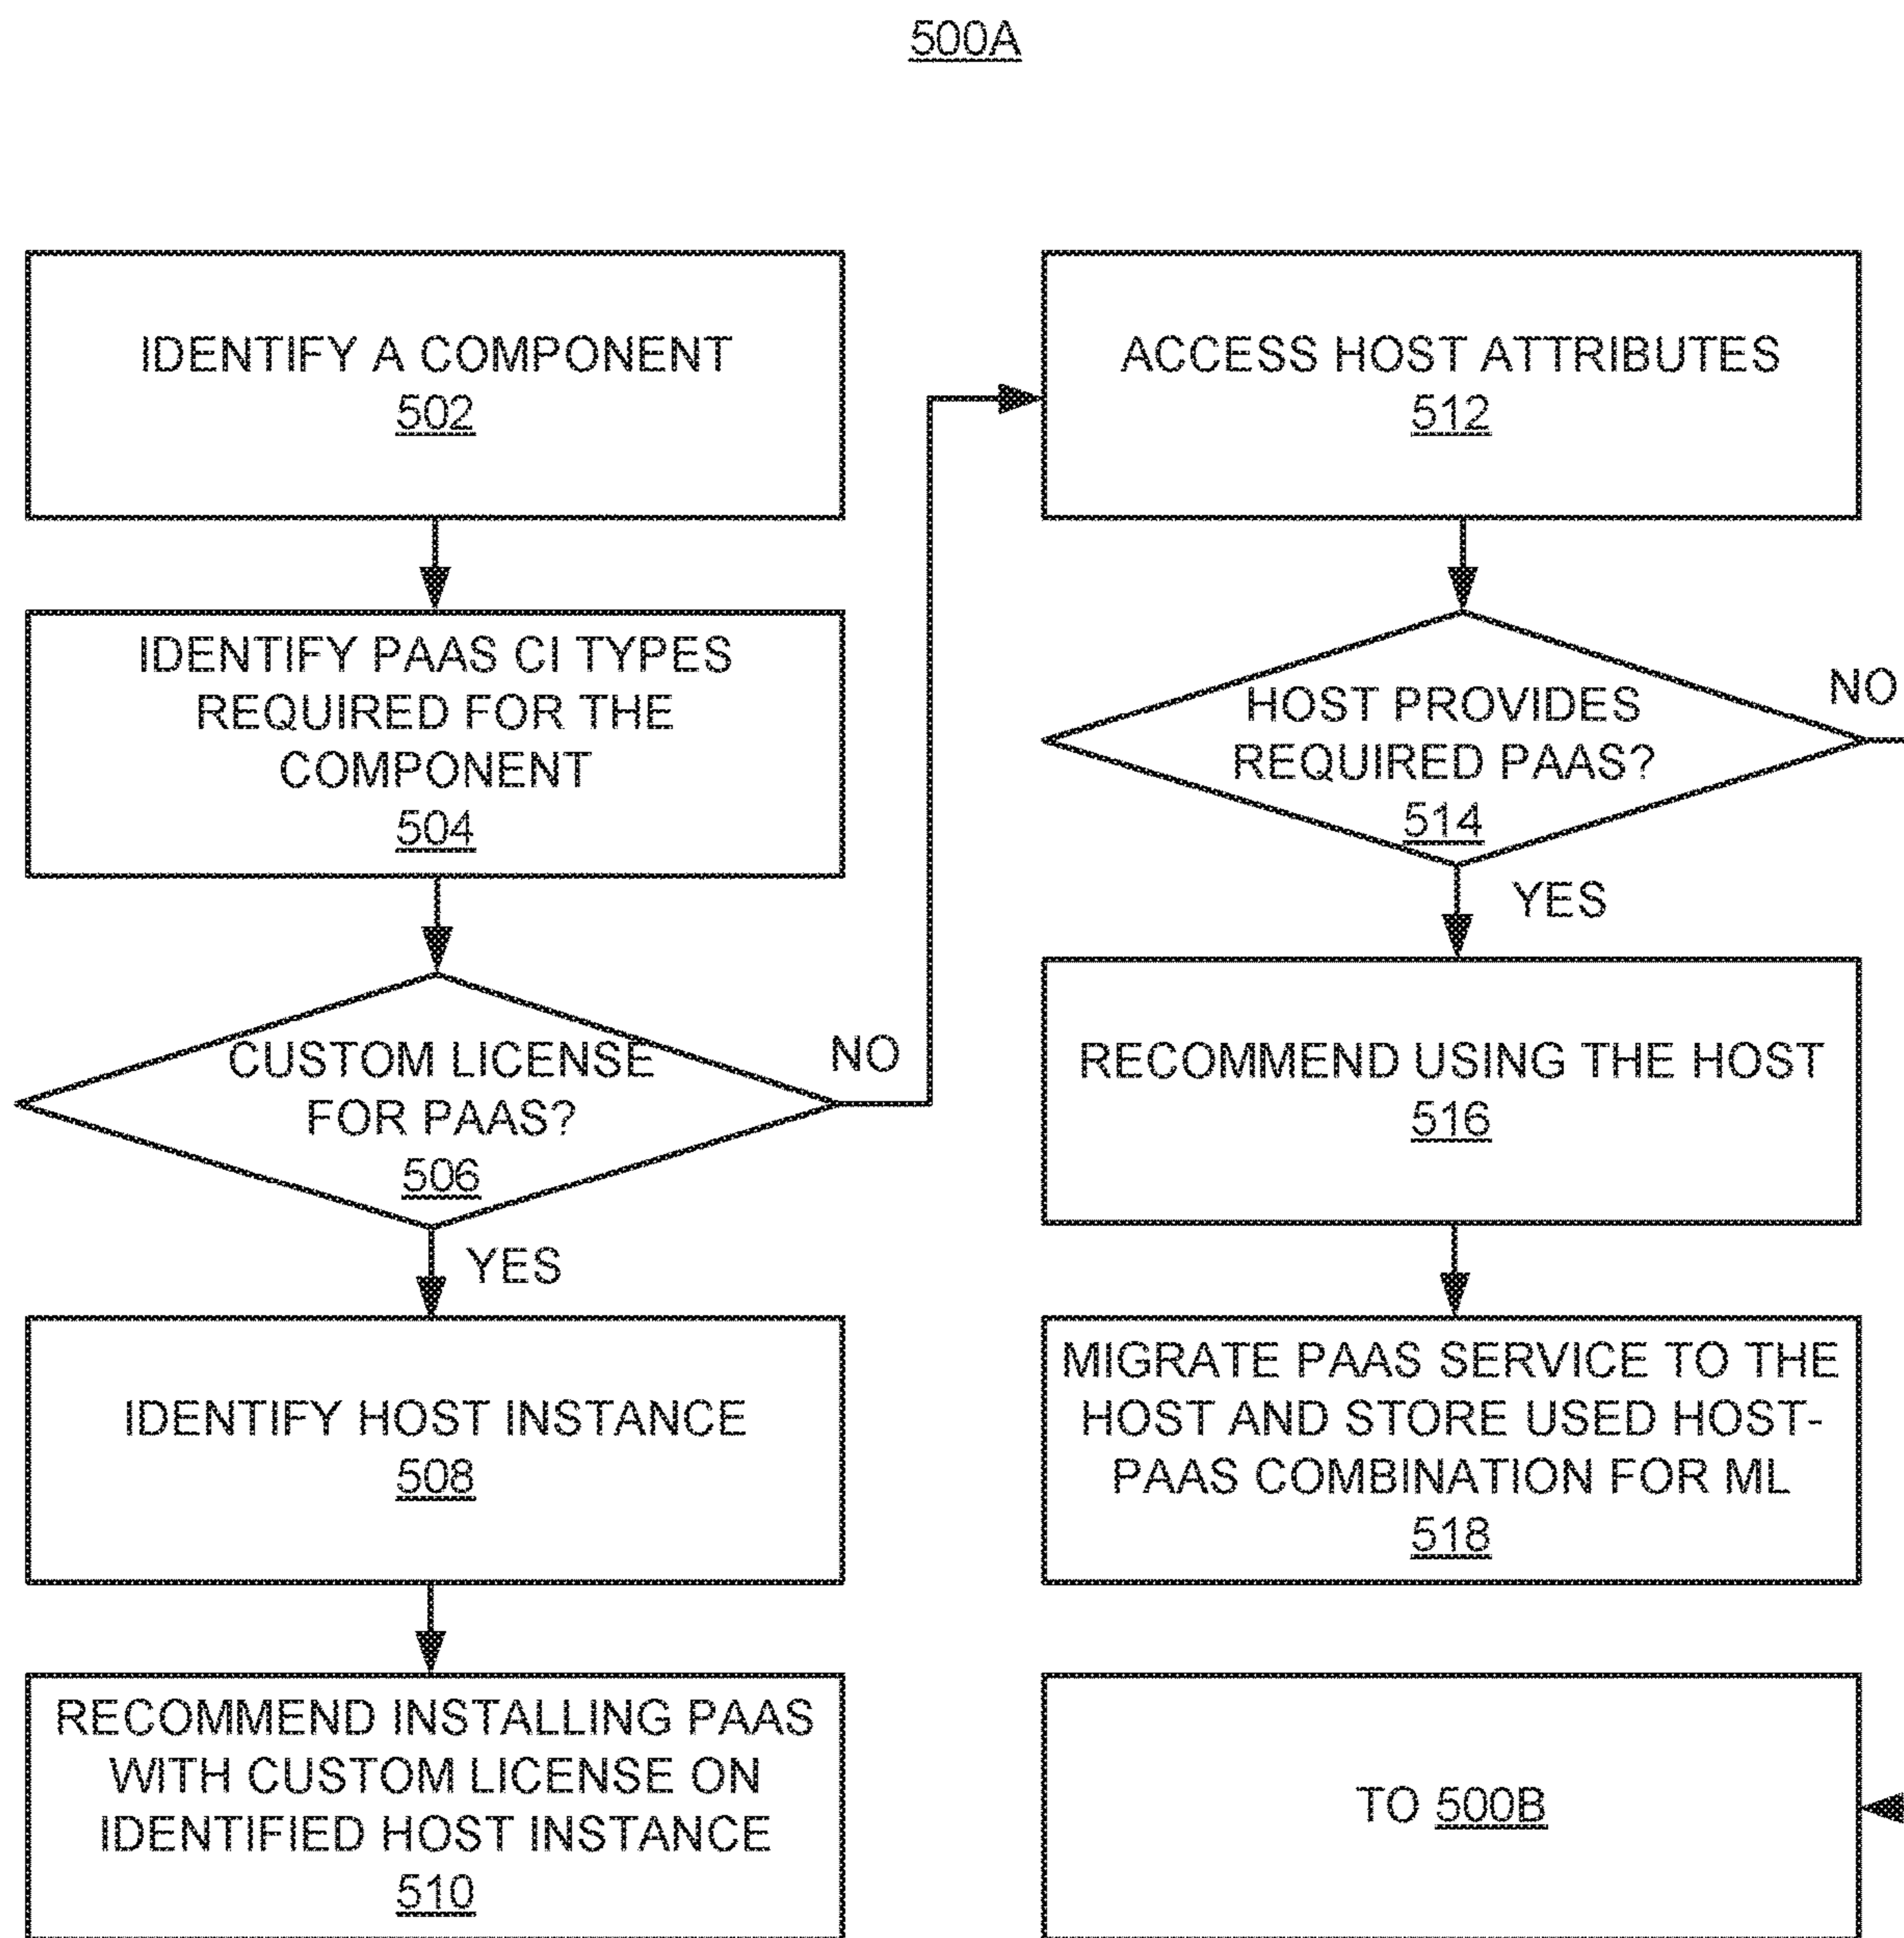 500A
IDENTIFY A COMPONENT
502
IDENTIFY PAAS CI TYPES
REQUIRED FOR THE
COMPONENT
504
CUSTOM LICENSE
FOR PAAS?
506
NO
YES
IDENTIFY HOST INSTANCE
508
RECOMMEND INSTALLING PAAS
WITH CUSTOM LICENSE ON
IDENTIFIED HOST INSTANCE
510
ACCESS HOST ATTRIBUTES
512
HOST PROVIDES
REQUIRED PAAS?
514
NO
YES
RECOMMEND USING THE HOST
516
MIGRATE PAAS SERVICE TO THE
HOST AND STORE USED HOST-
PAAS COMBINATION FOR ML
518
TO 500B